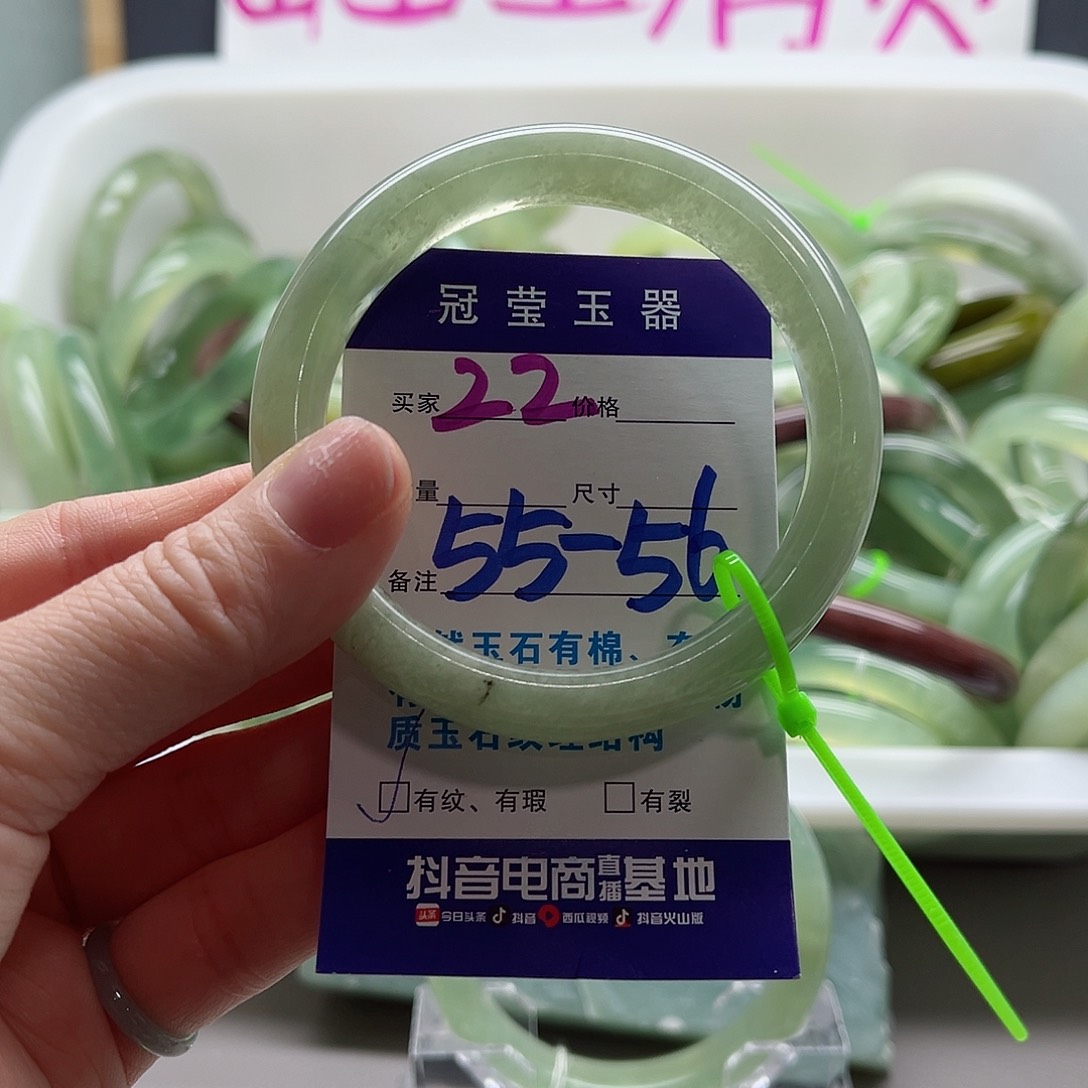 冠莹玉器
买家 22 价格
量 尺寸
备注 55-56
玉石有棉、
质玉石纹理结构
有纹、有瑕 有裂
抖音电商直播基地
头条 今日头条 抖音 西瓜视频 抖音火山版